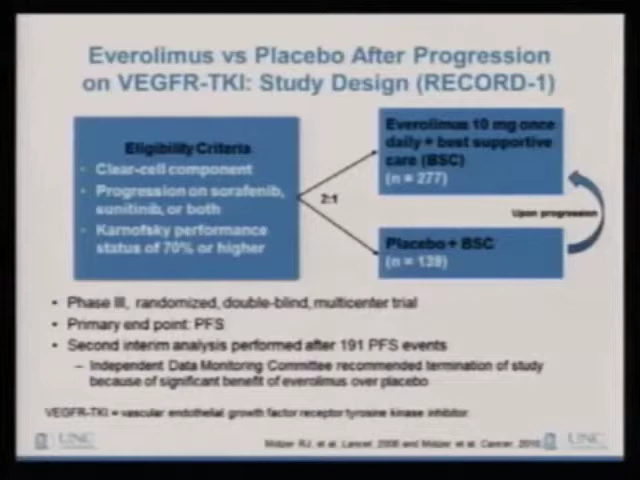 Everolimus vs Placebo After Progression
on VEGFR-TKI: Study Design (RECORD-1)
Eligibility Criteria
• Clear-cell component
• Progression on sorafenib,
sunitinib, or both
• Karnofsky performance
status of 70% or higher
2:1
Everolimus 10 mg once
daily + best supportive
care (BSC)
(n = 277)
Upon progression
Placebo + BSC
(n = 139)
• Phase III, randomized, double-blind, multicenter trial
• Primary end point: PFS
• Second interim analysis performed after 191 PFS events
– Independent Data Monitoring Committee recommended termination of study
because of significant benefit of everolimus over placebo
VEGFR-TKI = vascular endothelial growth factor receptor tyrosine kinase inhibitor.
UNC
Motzer RJ, et al. Lancet. 2008 and Motzer et al. Cancer. 2010
UNC